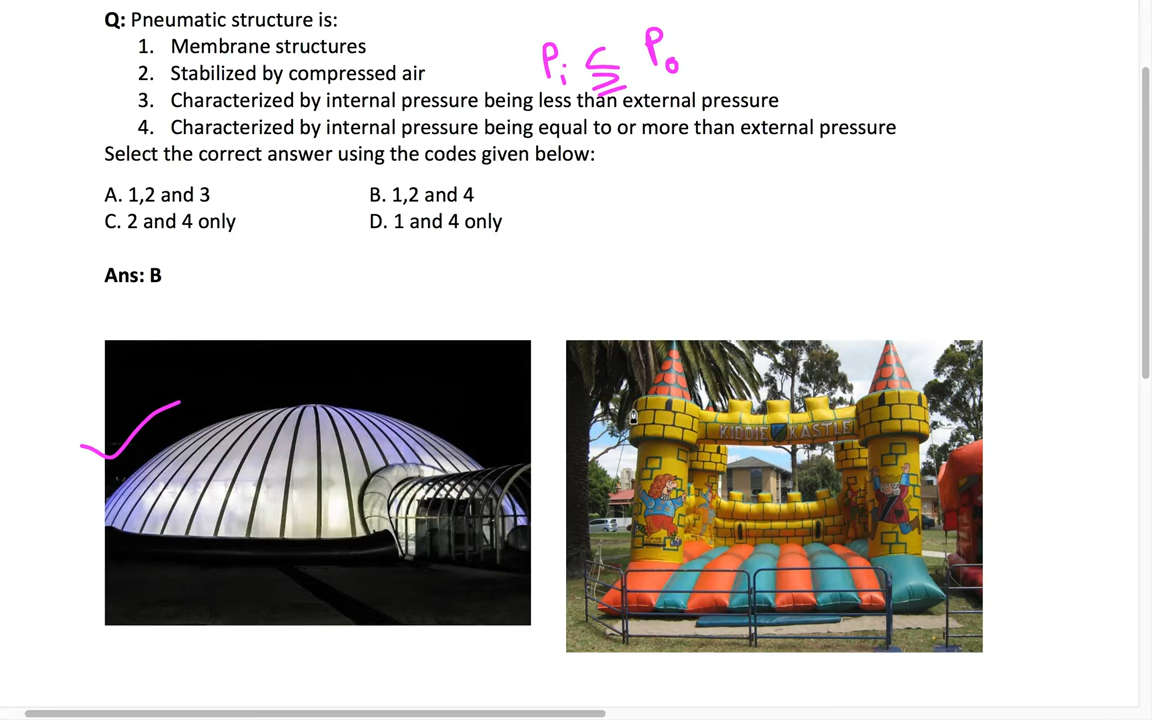 Q: Pneumatic structure is:
1. Membrane structures
2. Stabilized by compressed air
3. Characterized by internal pressure being less than external pressure
4. Characterized by internal pressure being equal to or more than external pressure
Select the correct answer using the codes given below:
A. 1,2 and 3 B. 1,2 and 4
C. 2 and 4 only D. 1 and 4 only
Ans: B
Pi ≤ Po
KIDDIE KASTLE